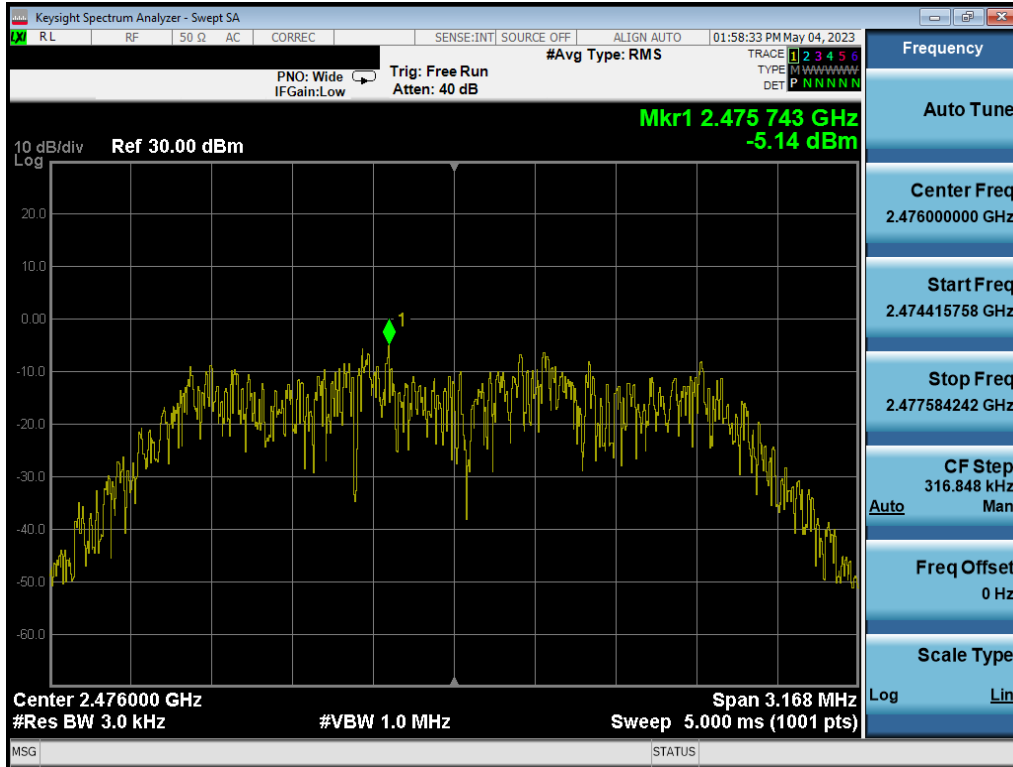 Keysight Spectrum Analyzer - Swept SA
LXI RL RF 50 Ω AC CORREC SENSE:INT SOURCE OFF ALIGN AUTO 01:58:33 PM May 04, 2023
#Avg Type: RMS TRACE 1 2 3 4 5 6
PNO: Wide Trig: Free Run TYPE M W W W W W
IFGain:Low Atten: 40 dB DET P N N N N N
Mkr1 2.475 743 GHz
-5.14 dBm
10 dB/div Ref 30.00 dBm
Log
20.0
10.0
0.00
1
-10.0
-20.0
-30.0
-40.0
-50.0
-60.0
Center 2.476000 GHz Span 3.168 MHz
#Res BW 3.0 kHz #VBW 1.0 MHz Sweep 5.000 ms (1001 pts)
MSG STATUS
Frequency
Auto Tune
Center Freq
2.476000000 GHz
Start Freq
2.474415758 GHz
Stop Freq
2.477584242 GHz
CF Step
316.848 kHz
Auto Man
Freq Offset
0 Hz
Scale Type
Log Lin